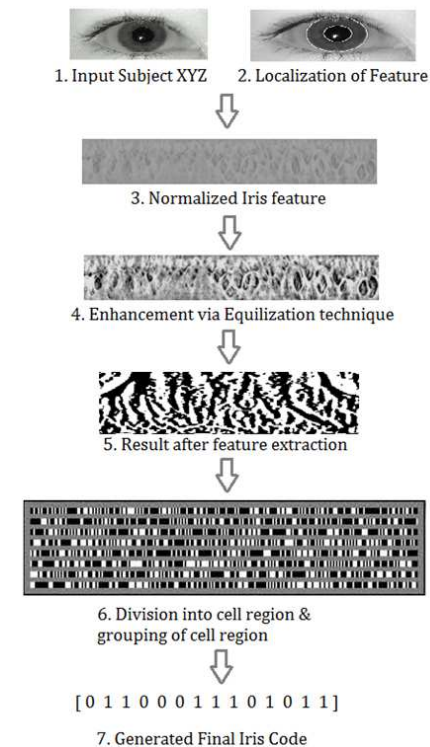 1. Input Subject XYZ
2. Localization of Feature
3. Normalized Iris feature
4. Enhancement via Equilization technique
5. Result after feature extraction
6. Division into cell region &
grouping of cell region
[ 0 1 1 0 0 0 1 1 1 0 1 0 1 1 ]
7. Generated Final Iris Code